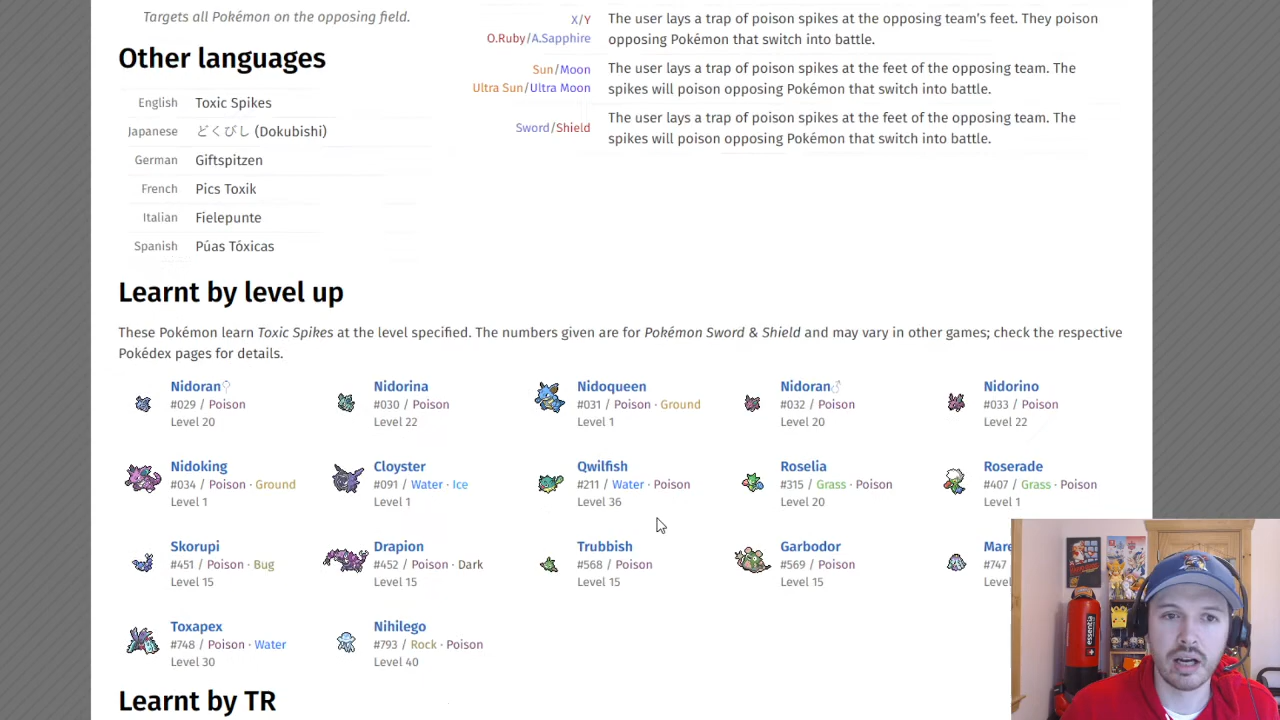 Targets all Pokémon on the opposing field.
X/Y
O.Ruby/A.Sapphire
The user lays a trap of poison spikes at the opposing team's feet. They poison
opposing Pokémon that switch into battle.
Sun/Moon
Ultra Sun/Ultra Moon
The user lays a trap of poison spikes at the feet of the opposing team. The
spikes will poison opposing Pokémon that switch into battle.
Sword/Shield
The user lays a trap of poison spikes at the feet of the opposing team. The
spikes will poison opposing Pokémon that switch into battle.
Other languages
English Toxic Spikes
Japanese どくびし (Dokubishi)
German Giftspitzen
French Pics Toxik
Italian Fielepunte
Spanish Púas Tóxicas
Learnt by level up
These Pokémon learn Toxic Spikes at the level specified. The numbers given are for Pokémon Sword & Shield and may vary in other games; check the respective
Pokédex pages for details.
Nidoran♀
#029 / Poison
Level 20
Nidorina
#030 / Poison
Level 22
Nidoqueen
#031 / Poison · Ground
Level 1
Nidoran♂
#032 / Poison
Level 20
Nidorino
#033 / Poison
Level 22
Nidoking
#034 / Poison · Ground
Level 1
Cloyster
#091 / Water · Ice
Level 1
Qwilfish
#211 / Water · Poison
Level 36
Roselia
#315 / Grass · Poison
Level 20
Roserade
#407 / Grass · Poison
Level 1
Skorupi
#451 / Poison · Bug
Level 15
Drapion
#452 / Poison · Dark
Level 15
Trubbish
#568 / Poison
Level 15
Garbodor
#569 / Poison
Level 15
Mare
#747
Toxapex
#748 / Poison · Water
Level 30
Nihilego
#793 / Rock · Poison
Level 40
Learnt by TR
essentia